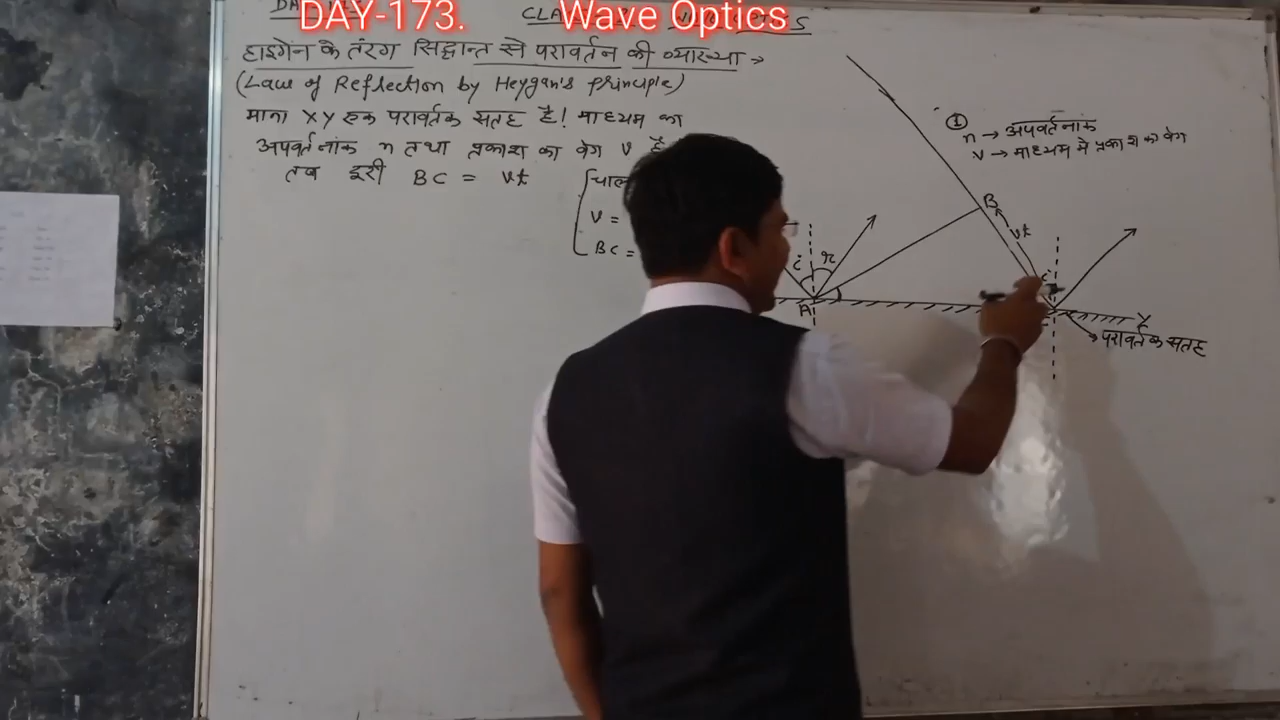 DAY-173. Wave Optics
हाइगेन के तरंग सिद्धान्त से परावर्तन की व्याख्या →
(Law of Reflection by Heygan's principle)
माना XY एक परावर्तक सतह है! माध्यम का
अपवर्तनांक n तथा प्रकाश का वेग v है
तब दूरी BC = vt
[चाल
V =
BC =
①
n → अपवर्तनांक
v → माध्यम में प्रकाश का वेग
B
vt
i r
i
A
Y
परावर्तक सतह